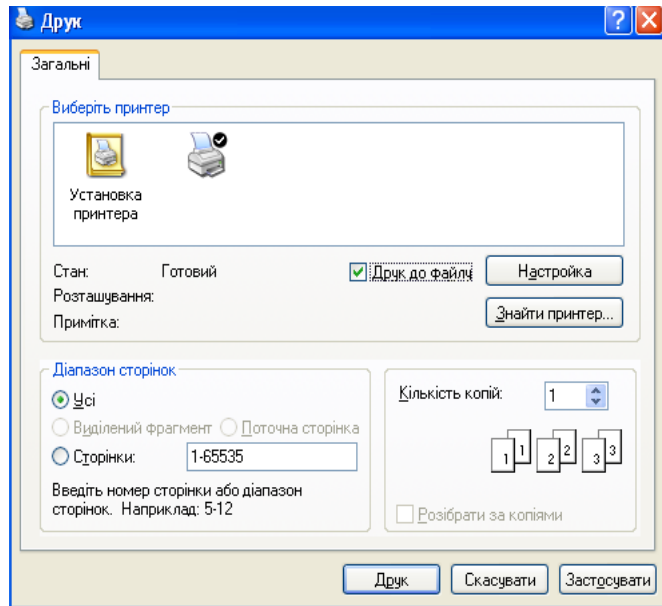 Друк
Загальні
Виберіть принтер
Установка
принтера
Стан: Готовий
Друк до файлу
Настройка
Розташування:
Примітка:
Знайти принтер...
Діапазон сторінок
Усі
Виділений фрагмент Поточна сторінка
Сторінки: 1-65535
Введіть номер сторінки або діапазон
сторінок. Наприклад: 5-12
Кількість копій: 1
1 1 2 2 3 3
Розібрати за копіями
Друк Скасувати Застосувати